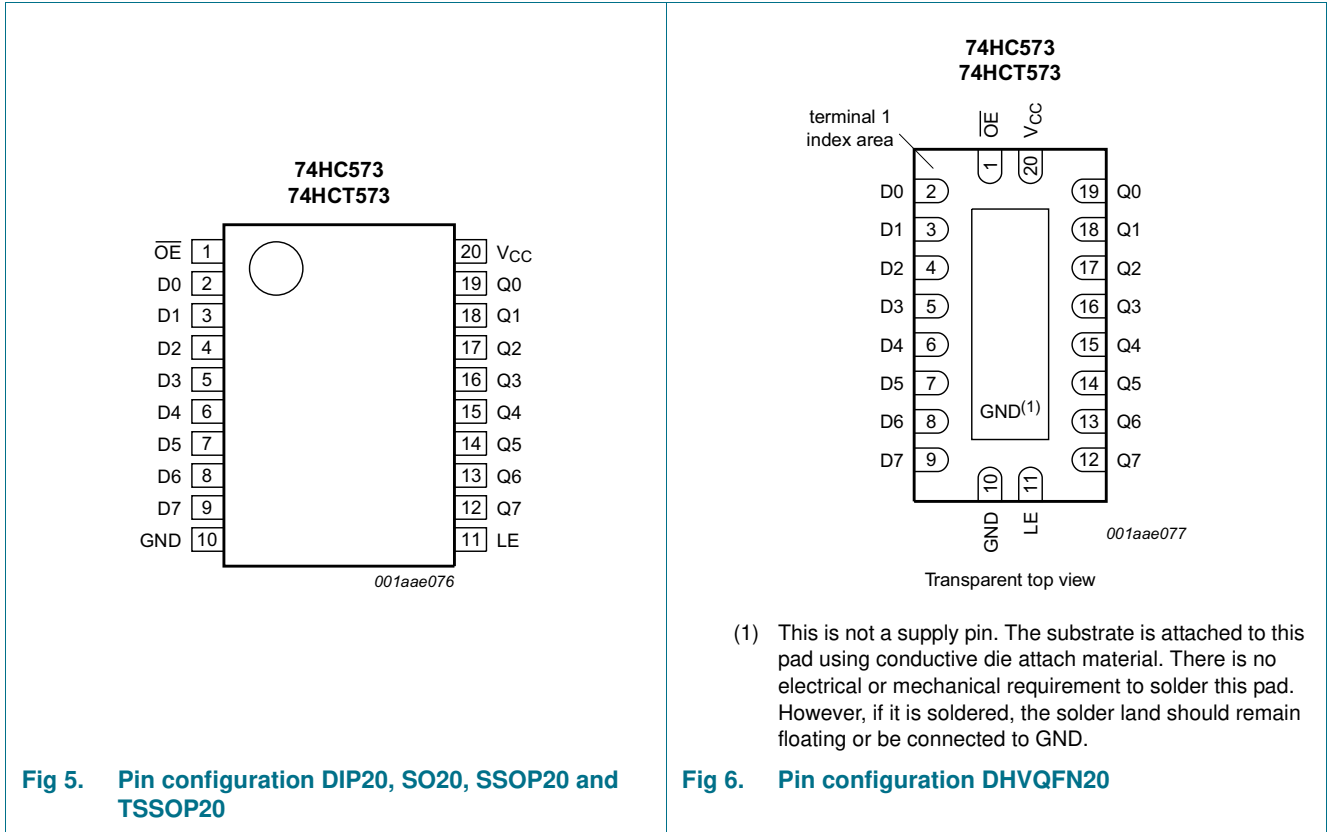 74HC573
74HCT573
OE 1
D0 2
D1 3
D2 4
D3 5
D4 6
D5 7
D6 8
D7 9
GND 10
20 VCC
19 Q0
18 Q1
17 Q2
16 Q3
15 Q4
14 Q5
13 Q6
12 Q7
11 LE
001aae076
Fig 5. Pin configuration DIP20, SO20, SSOP20 and
TSSOP20
74HC573
74HCT573
terminal 1
index area
OE
VCC
1
20
D0 2
D1 3
D2 4
D3 5
D4 6
D5 7
D6 8
D7 9
19 Q0
18 Q1
17 Q2
16 Q3
15 Q4
14 Q5
13 Q6
12 Q7
GND(1)
10
11
GND
LE
001aae077
Transparent top view
(1) This is not a supply pin. The substrate is attached to this
pad using conductive die attach material. There is no
electrical or mechanical requirement to solder this pad.
However, if it is soldered, the solder land should remain
floating or be connected to GND.
Fig 6. Pin configuration DHVQFN20